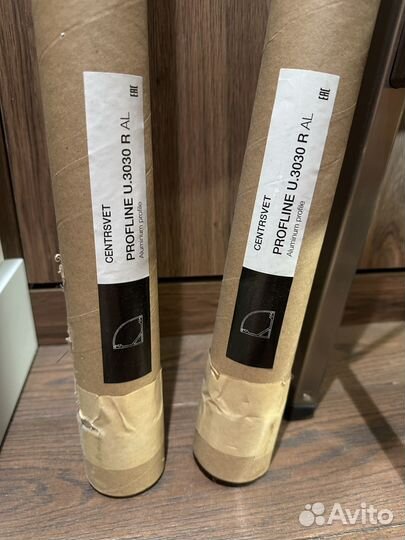 CENTRSVET
PROFLINE U.3030 R AL
Aluminum profile
EAC
CENTRSVET
PROFLINE U.3030 R AL
Aluminum profile
EAC
Avito